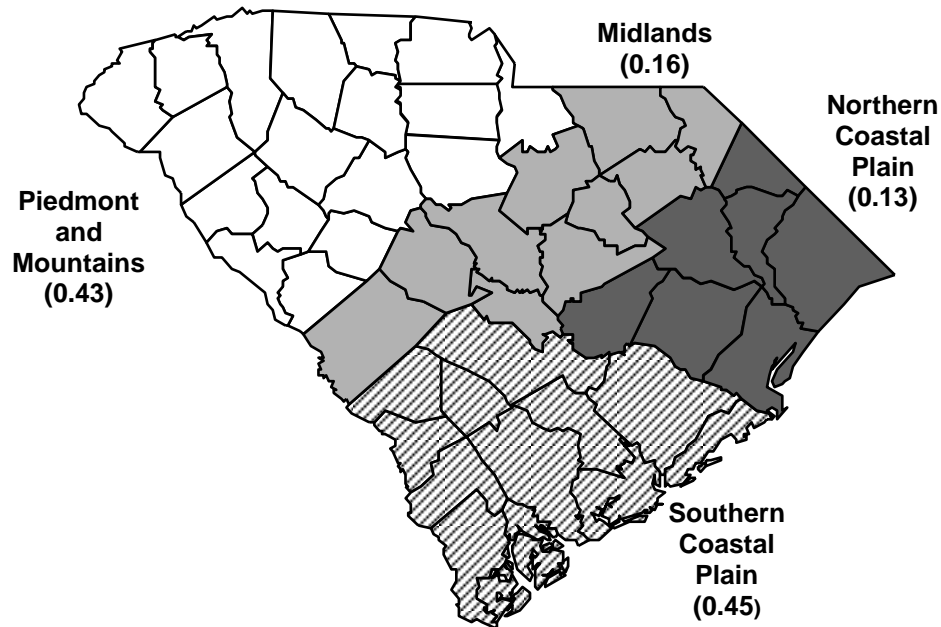 Midlands
(0.16)
Northern
Coastal
Plain
(0.13)
Piedmont
and
Mountains
(0.43)
Southern
Coastal
Plain
(0.45)